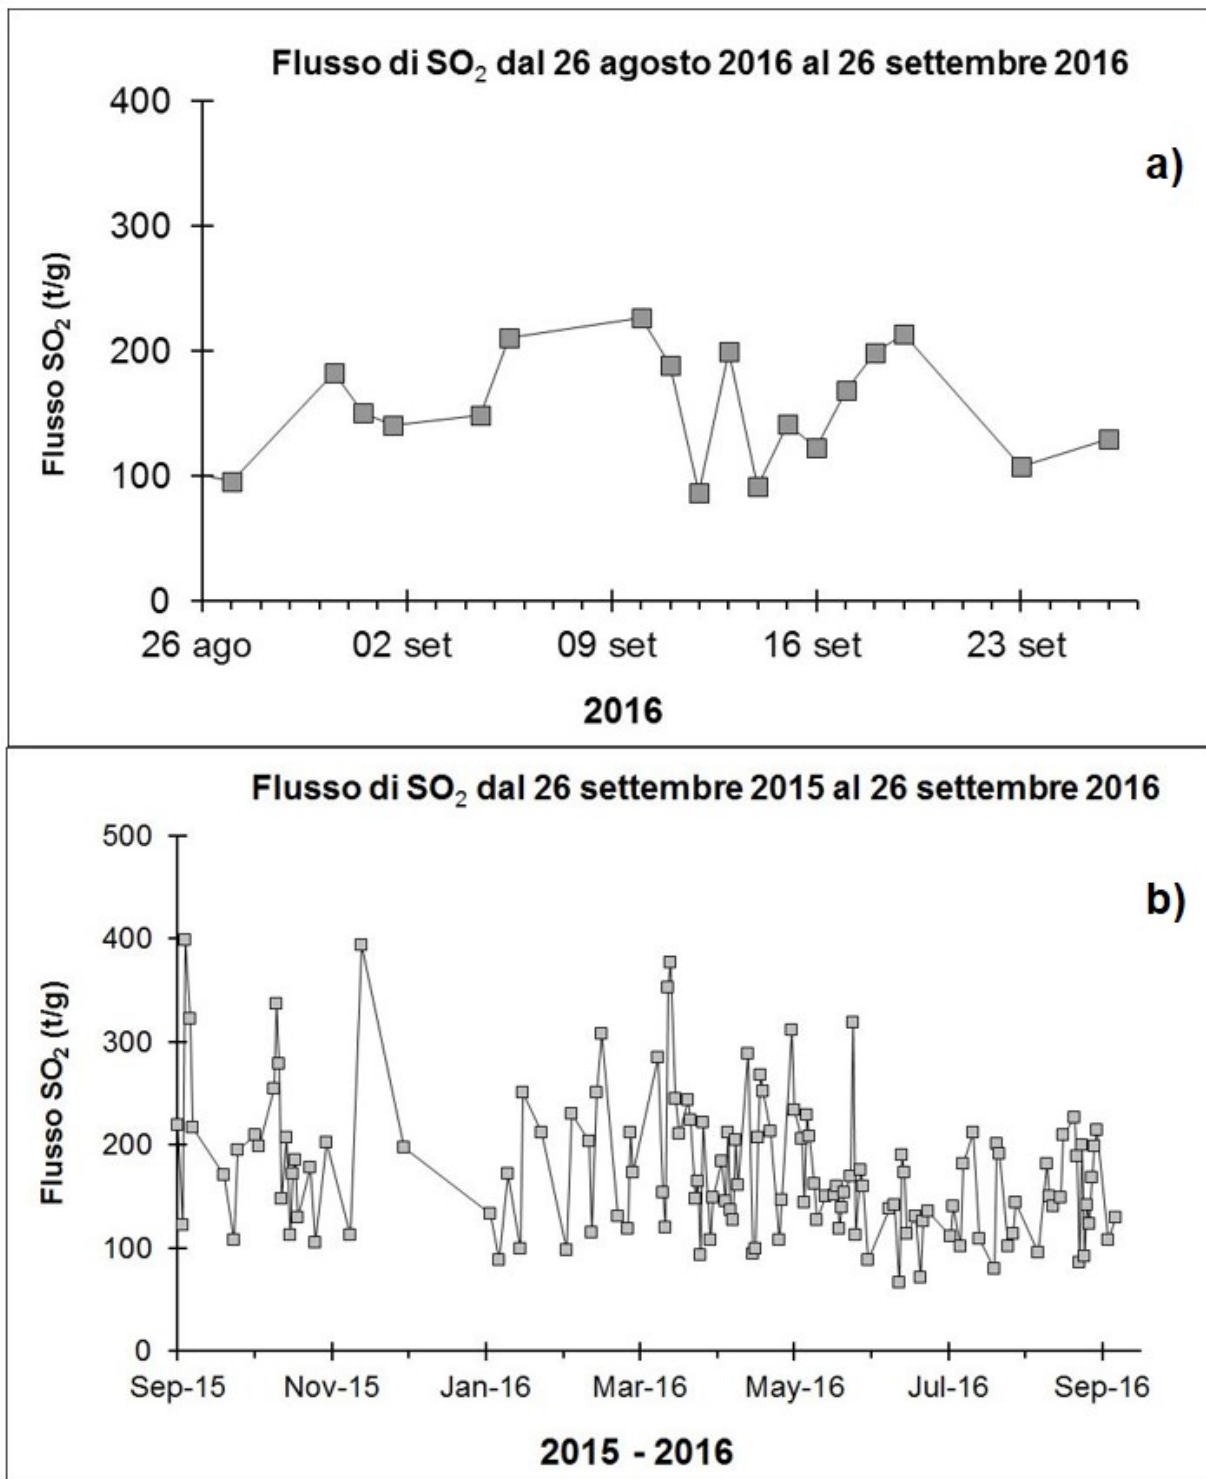 Flusso di SO₂ dal 26 agosto 2016 al 26 settembre 2016
a)
400
300
200
100
0
Flusso SO₂ (t/g)
26 ago 02 set 09 set 16 set 23 set
2016
Flusso di SO₂ dal 26 settembre 2015 al 26 settembre 2016
b)
500
400
300
200
100
0
Flusso SO₂ (t/g)
Sep-15 Nov-15 Jan-16 Mar-16 May-16 Jul-16 Sep-16
2015 - 2016